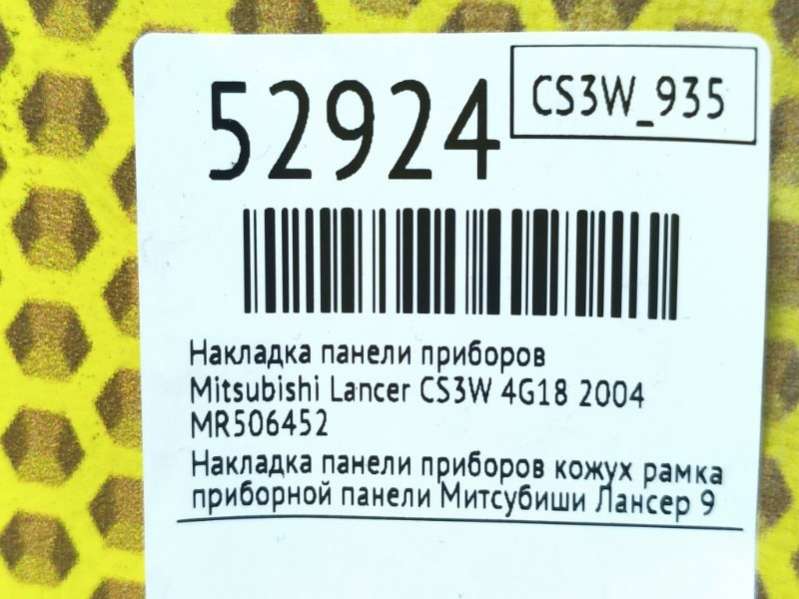 52924
CS3W_935
Накладка панели приборов
Mitsubishi Lancer CS3W 4G18 2004
MR506452
Накладка панели приборов кожух рамка
приборной панели Митсубиши Лансер 9